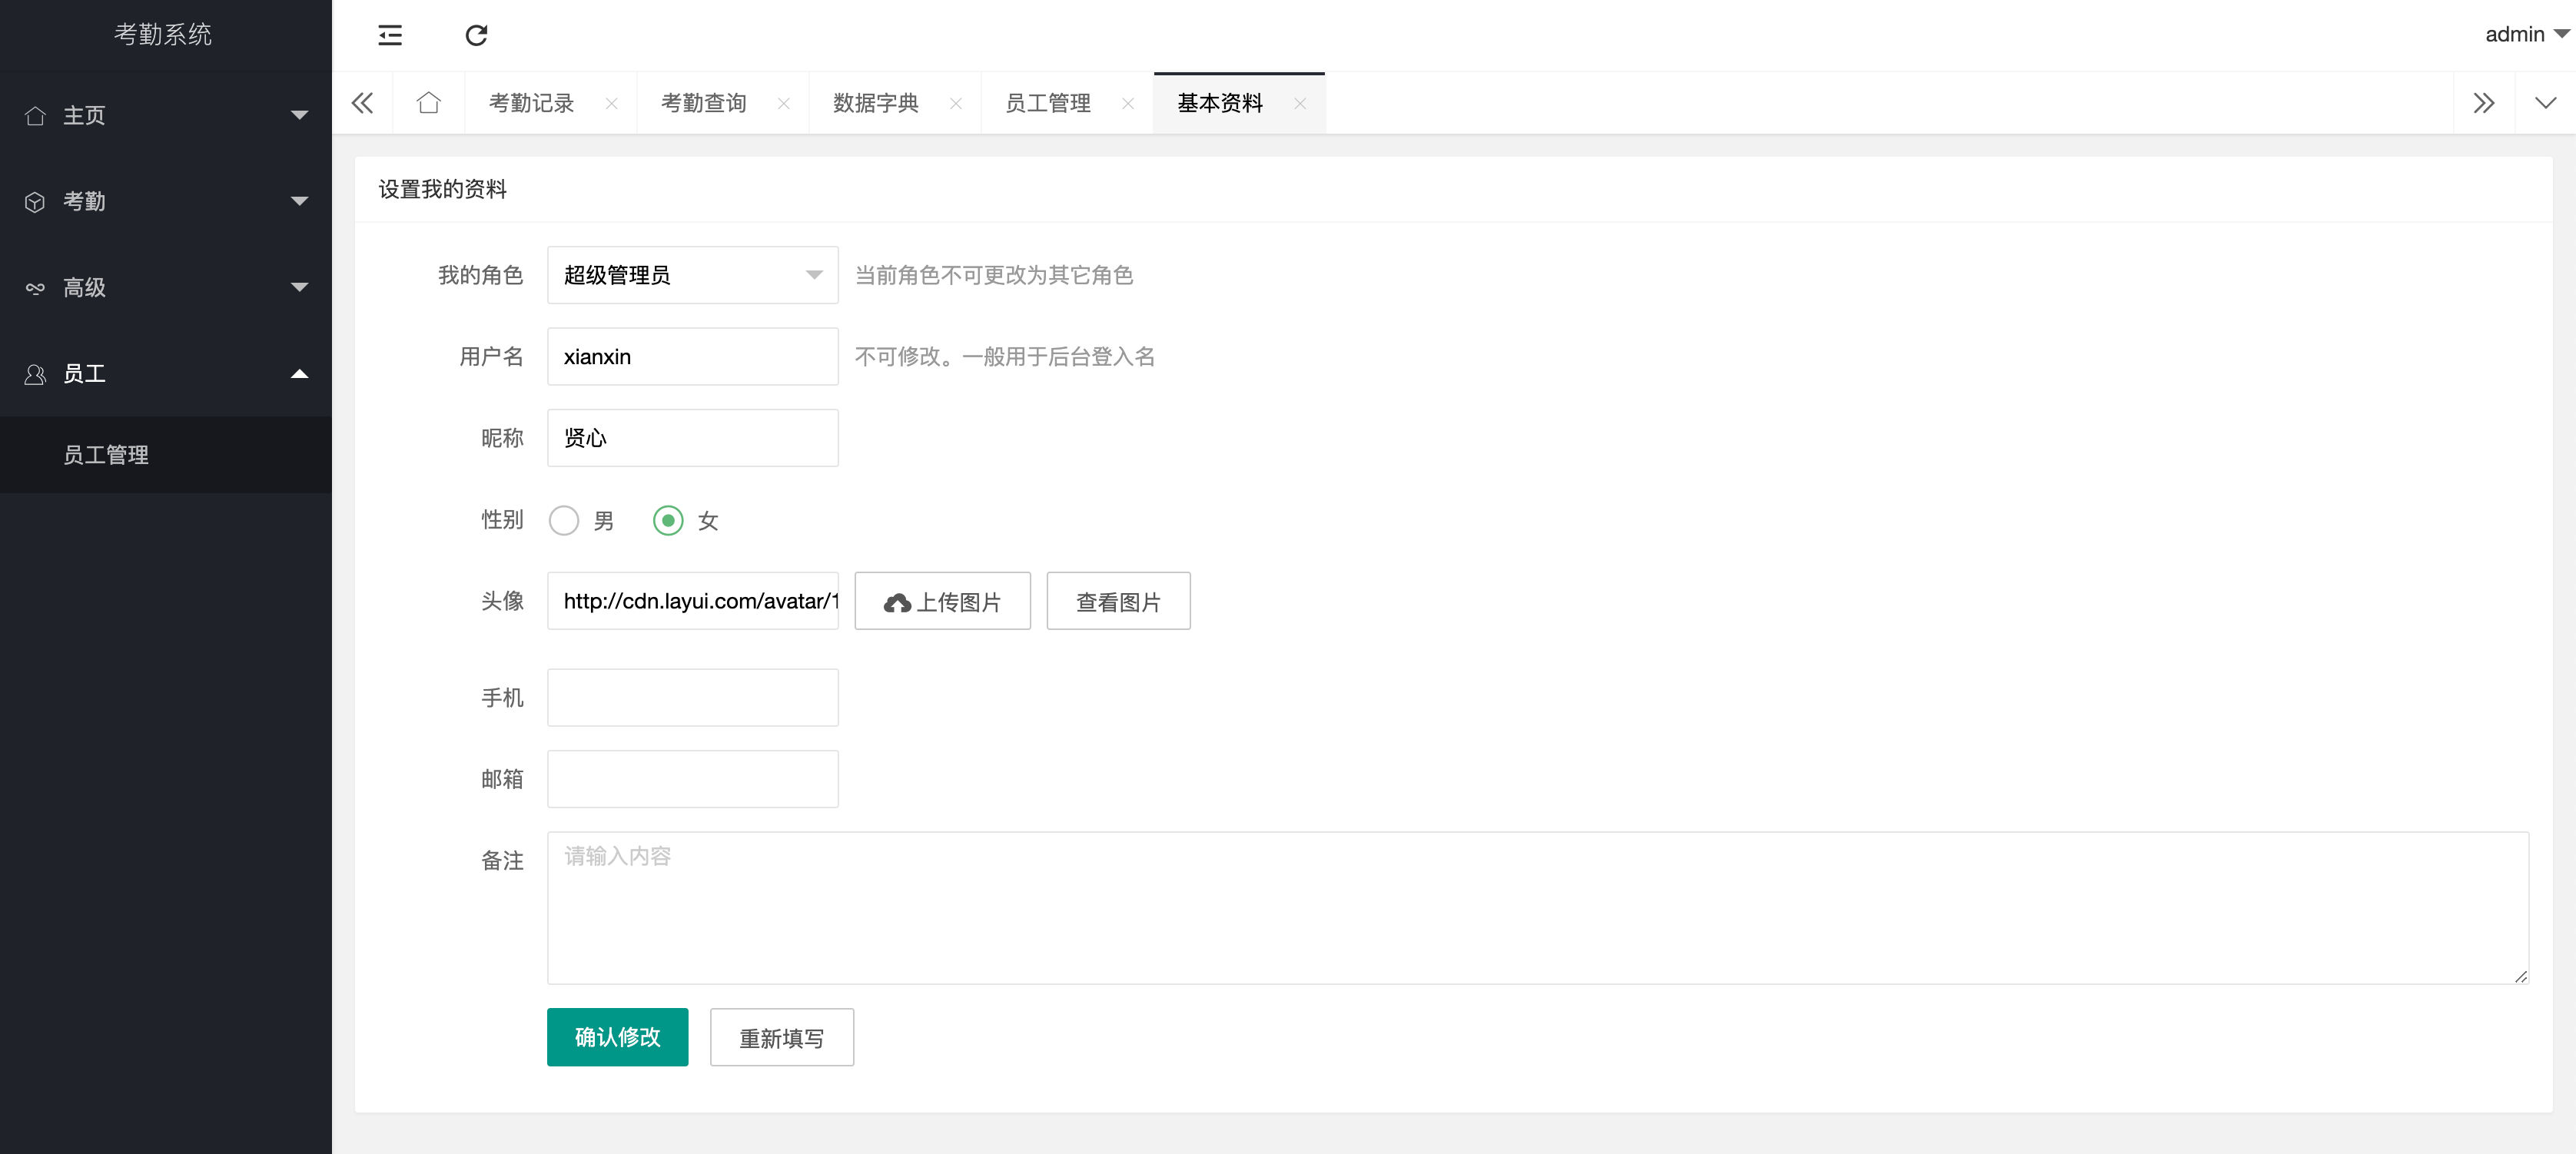 考勤系统
admin
主页
考勤
高级
员工
员工管理
考勤记录
考勤查询
数据字典
员工管理
基本资料
设置我的资料
我的角色 超级管理员 当前角色不可更改为其它角色
用户名 xianxin 不可修改。一般用于后台登入名
昵称 贤心
性别 男 女
头像 http://cdn.layui.com/avatar/1 上传图片 查看图片
手机
邮箱
备注 请输入内容
确认修改 重新填写